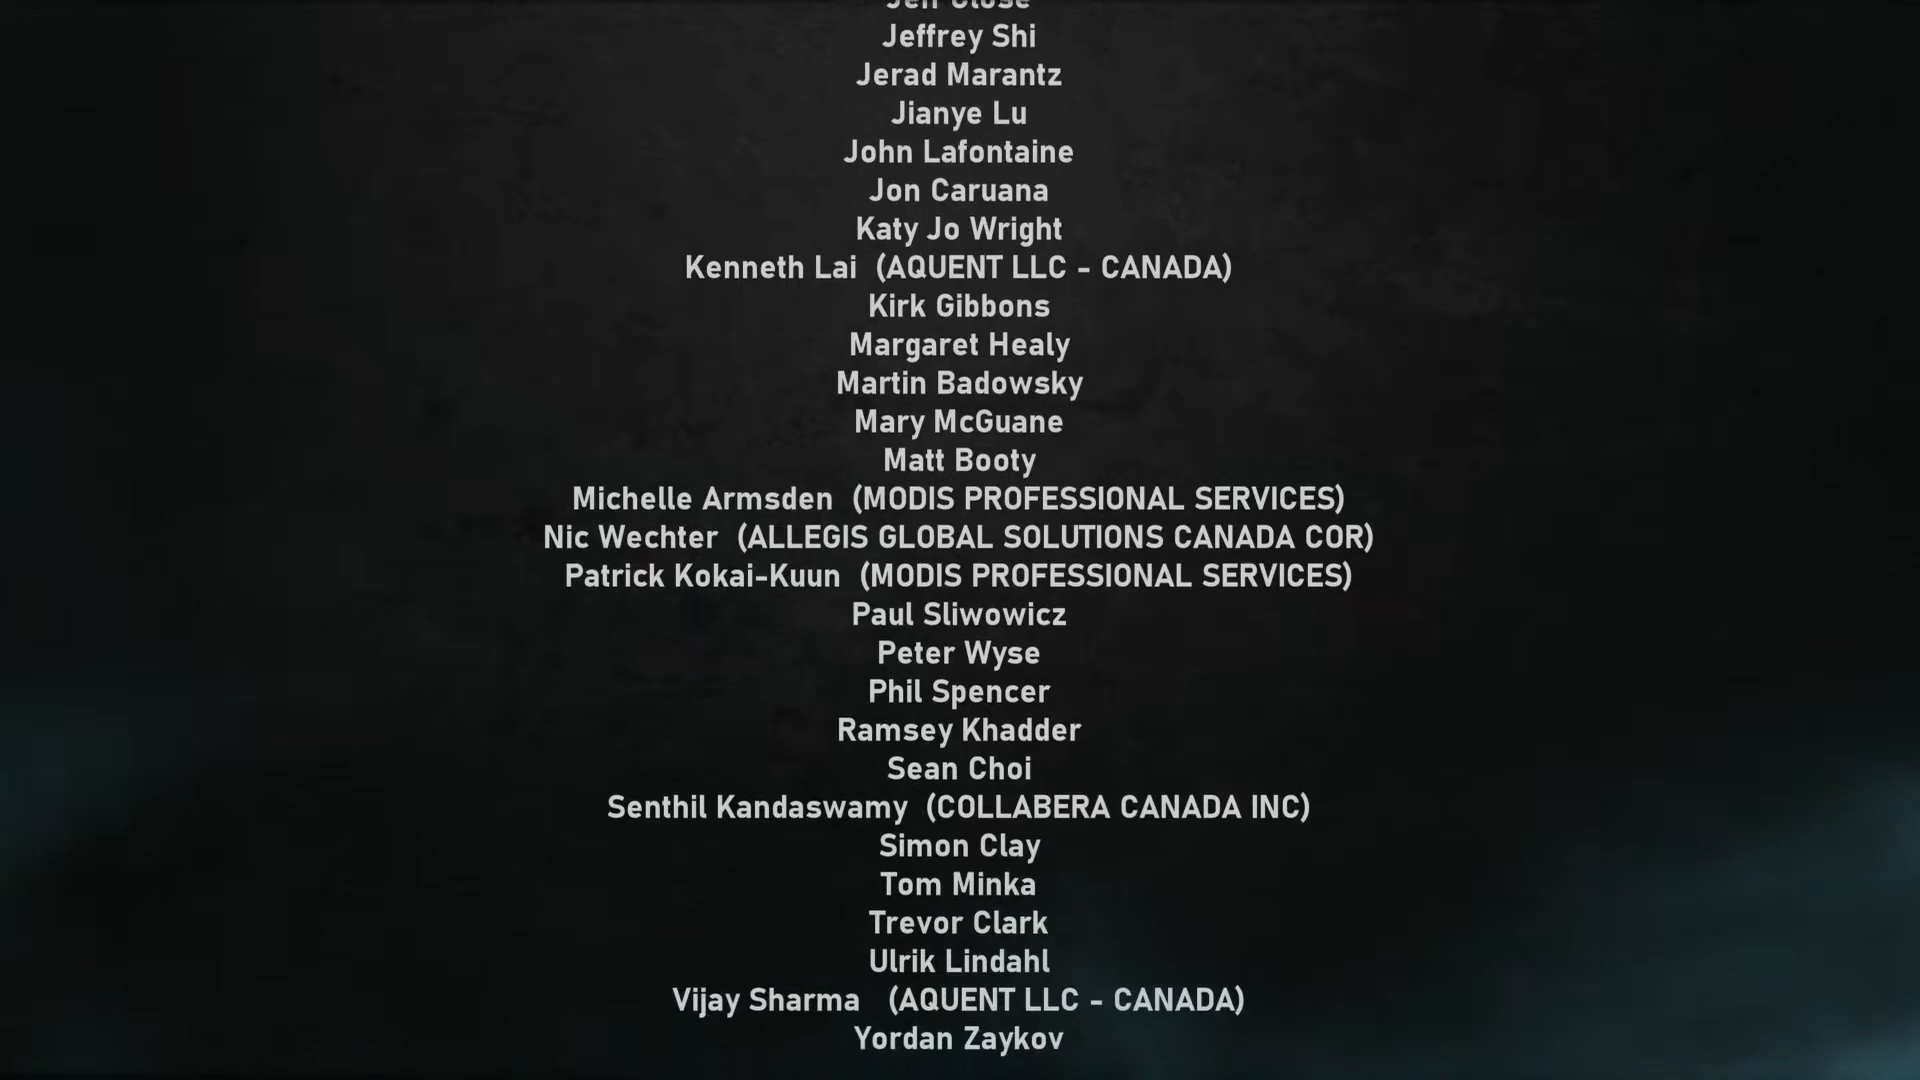 Jeff Close
Jeffrey Shi
Jerad Marantz
Jianye Lu
John Lafontaine
Jon Caruana
Katy Jo Wright
Kenneth Lai  (AQUENT LLC - CANADA)
Kirk Gibbons
Margaret Healy
Martin Badowsky
Mary McGuane
Matt Booty
Michelle Armsden  (MODIS PROFESSIONAL SERVICES)
Nic Wechter  (ALLEGIS GLOBAL SOLUTIONS CANADA COR)
Patrick Kokai-Kuun  (MODIS PROFESSIONAL SERVICES)
Paul Sliwowicz
Peter Wyse
Phil Spencer
Ramsey Khadder
Sean Choi
Senthil Kandaswamy  (COLLABERA CANADA INC)
Simon Clay
Tom Minka
Trevor Clark
Ulrik Lindahl
Vijay Sharma  (AQUENT LLC - CANADA)
Yordan Zaykov